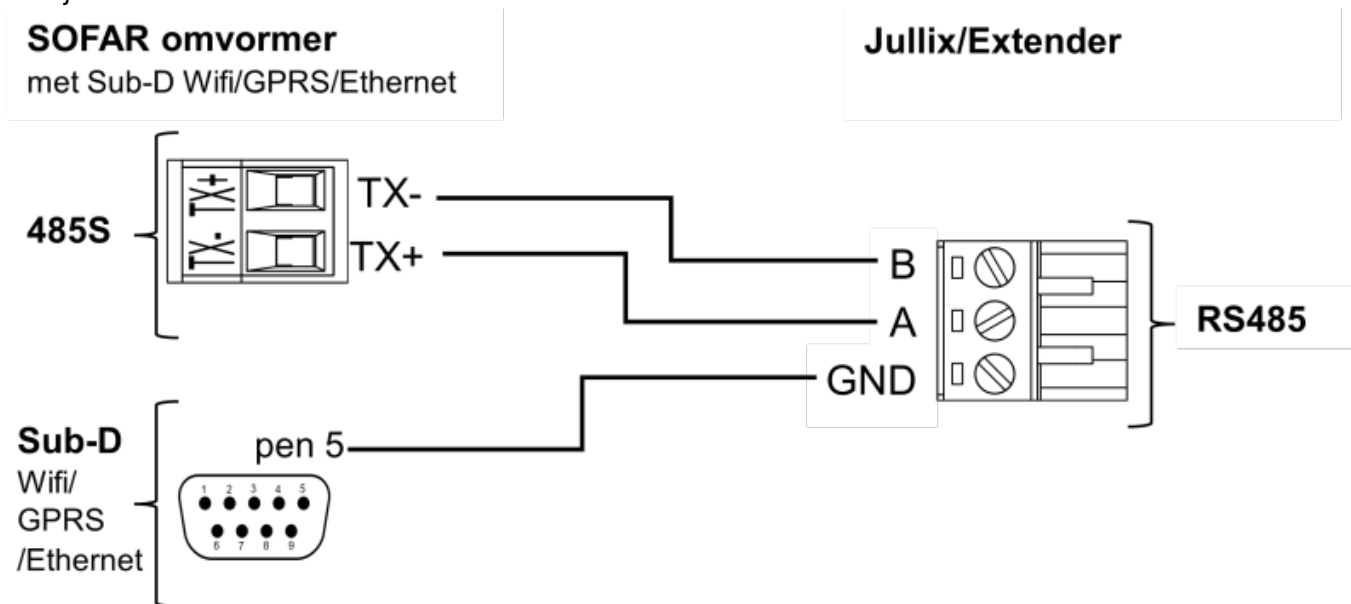 SOFAR omvormer
met Sub-D Wifi/GPRS/Ethernet
Jullix/Extender
485S
TX+
TX-
TX-
TX+
B
A
GND
RS485
Sub-D
Wifi/
GPRS
/Ethernet
pen 5
1 2 3 4 5
6 7 8 9